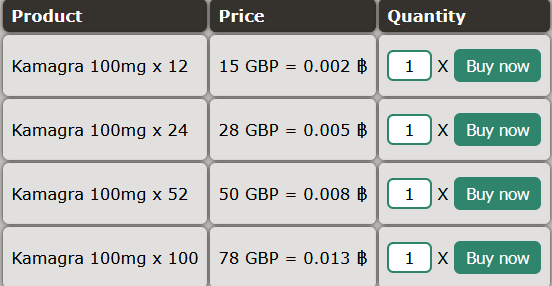 Product Price Quantity
Kamagra 100mg x 12 15 GBP = 0.002 ฿ 1 X Buy now
Kamagra 100mg x 24 28 GBP = 0.005 ฿ 1 X Buy now
Kamagra 100mg x 52 50 GBP = 0.008 ฿ 1 X Buy now
Kamagra 100mg x 100 78 GBP = 0.013 ฿ 1 X Buy now